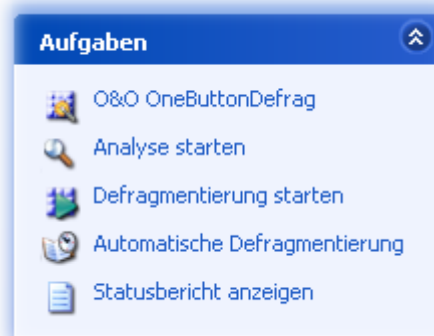 Aufgaben
O&O OneButtonDefrag
Analyse starten
Defragmentierung starten
Automatische Defragmentierung
Statusbericht anzeigen